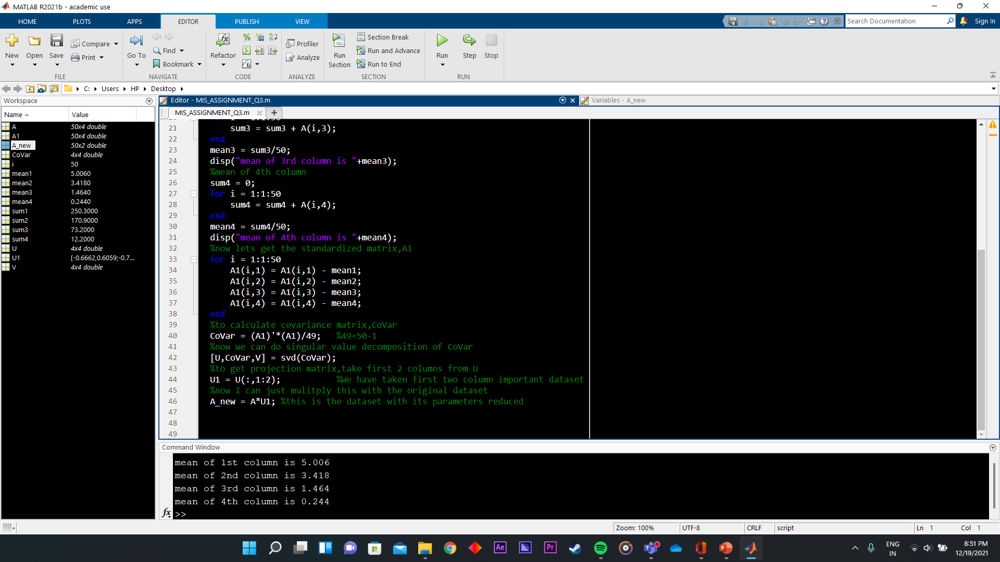 MATLAB R2021b - academic use
HOME PLOTS APPS EDITOR PUBLISH VIEW
Search Documentation Sign In
New Open Save Compare Print
FILE
Go To Find Bookmark
NAVIGATE
Refactor
CODE
Profiler Analyze
ANALYZE
Run Section Section Break Run and Advance Run to End
SECTION
Run Step Stop
RUN
C: Users HP Desktop
Workspace
Name Value
A 50x4 double
A1 50x4 double
A_new 50x2 double
CoVar 4x4 double
i 50
mean1 5.0060
mean2 3.4180
mean3 1.4640
mean4 0.2440
sum1 250.3000
sum2 170.9000
sum3 73.2000
sum4 12.2000
U 4x4 double
U1 [-0.6662,0.6059;-0.7...
V 4x4 double
Editor - MIS_ASSIGNMENT_Q3.m
Variables - A_new
MIS_ASSIGNMENT_Q3.m
21 sum3 = sum3 + A(i,3);
22 end
23 mean3 = sum3/50;
24 disp("mean of 3rd column is "+mean3);
25 %mean of 4th column
26 sum4 = 0;
27 for i = 1:1:50
28 sum4 = sum4 + A(i,4);
29 end
30 mean4 = sum4/50;
31 disp("mean of 4th column is "+mean4);
32 %now lets get the standardized matrix,A1
33 for i = 1:1:50
34 A1(i,1) = A1(i,1) - mean1;
35 A1(i,2) = A1(i,2) - mean2;
36 A1(i,3) = A1(i,3) - mean3;
37 A1(i,4) = A1(i,4) - mean4;
38 end
39 %to calculate covariance matrix,CoVar
40 CoVar = (A1)'*(A1)/49; %49=50-1
41 %now we can do singular value decomposition of CoVar
42 [U,CoVar,V] = svd(CoVar);
43 %to get projection matrix,take first 2 columns from U
44 U1 = U(:,1:2); %We have taken first two column important dataset
45 %now I can just mulitply this with the original dataset
46 A_new = A*U1; %this is the dataset with its parameters reduced
47
48
49
Command Window
mean of 1st column is 5.006
mean of 2nd column is 3.418
mean of 3rd column is 1.464
mean of 4th column is 0.244
fx >>
Zoom: 100% UTF-8 CRLF script Ln 1 Col 1
Ae Pr
ENG IN
8:51 PM
12/19/2021